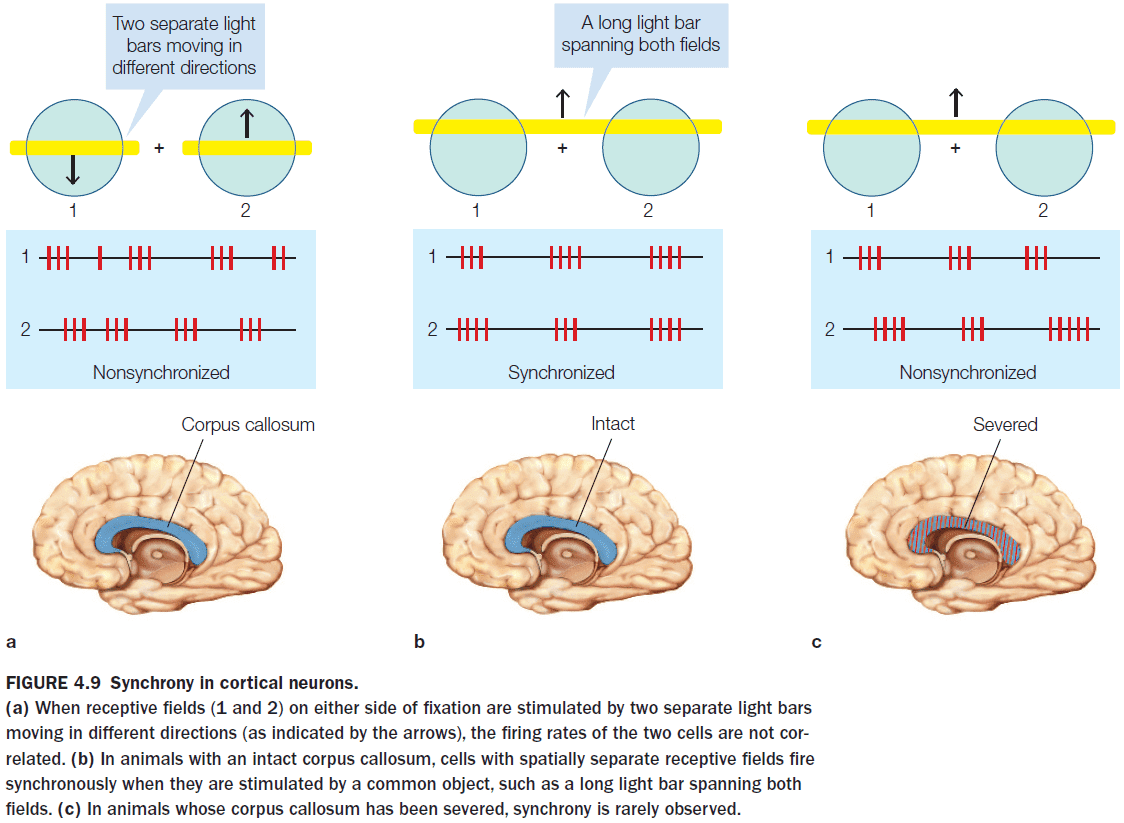 Two separate light
bars moving in
different directions
A long light bar
spanning both fields
+
+
+
1
2
1
2
1
2
1
2
Nonsynchronized
1
2
Synchronized
1
2
Nonsynchronized
Corpus callosum
Intact
Severed
a
b
c
FIGURE 4.9 Synchrony in cortical neurons.
(a) When receptive fields (1 and 2) on either side of fixation are stimulated by two separate light bars
moving in different directions (as indicated by the arrows), the firing rates of the two cells are not cor-
related. (b) In animals with an intact corpus callosum, cells with spatially separate receptive fields fire
synchronously when they are stimulated by a common object, such as a long light bar spanning both
fields. (c) In animals whose corpus callosum has been severed, synchrony is rarely observed.